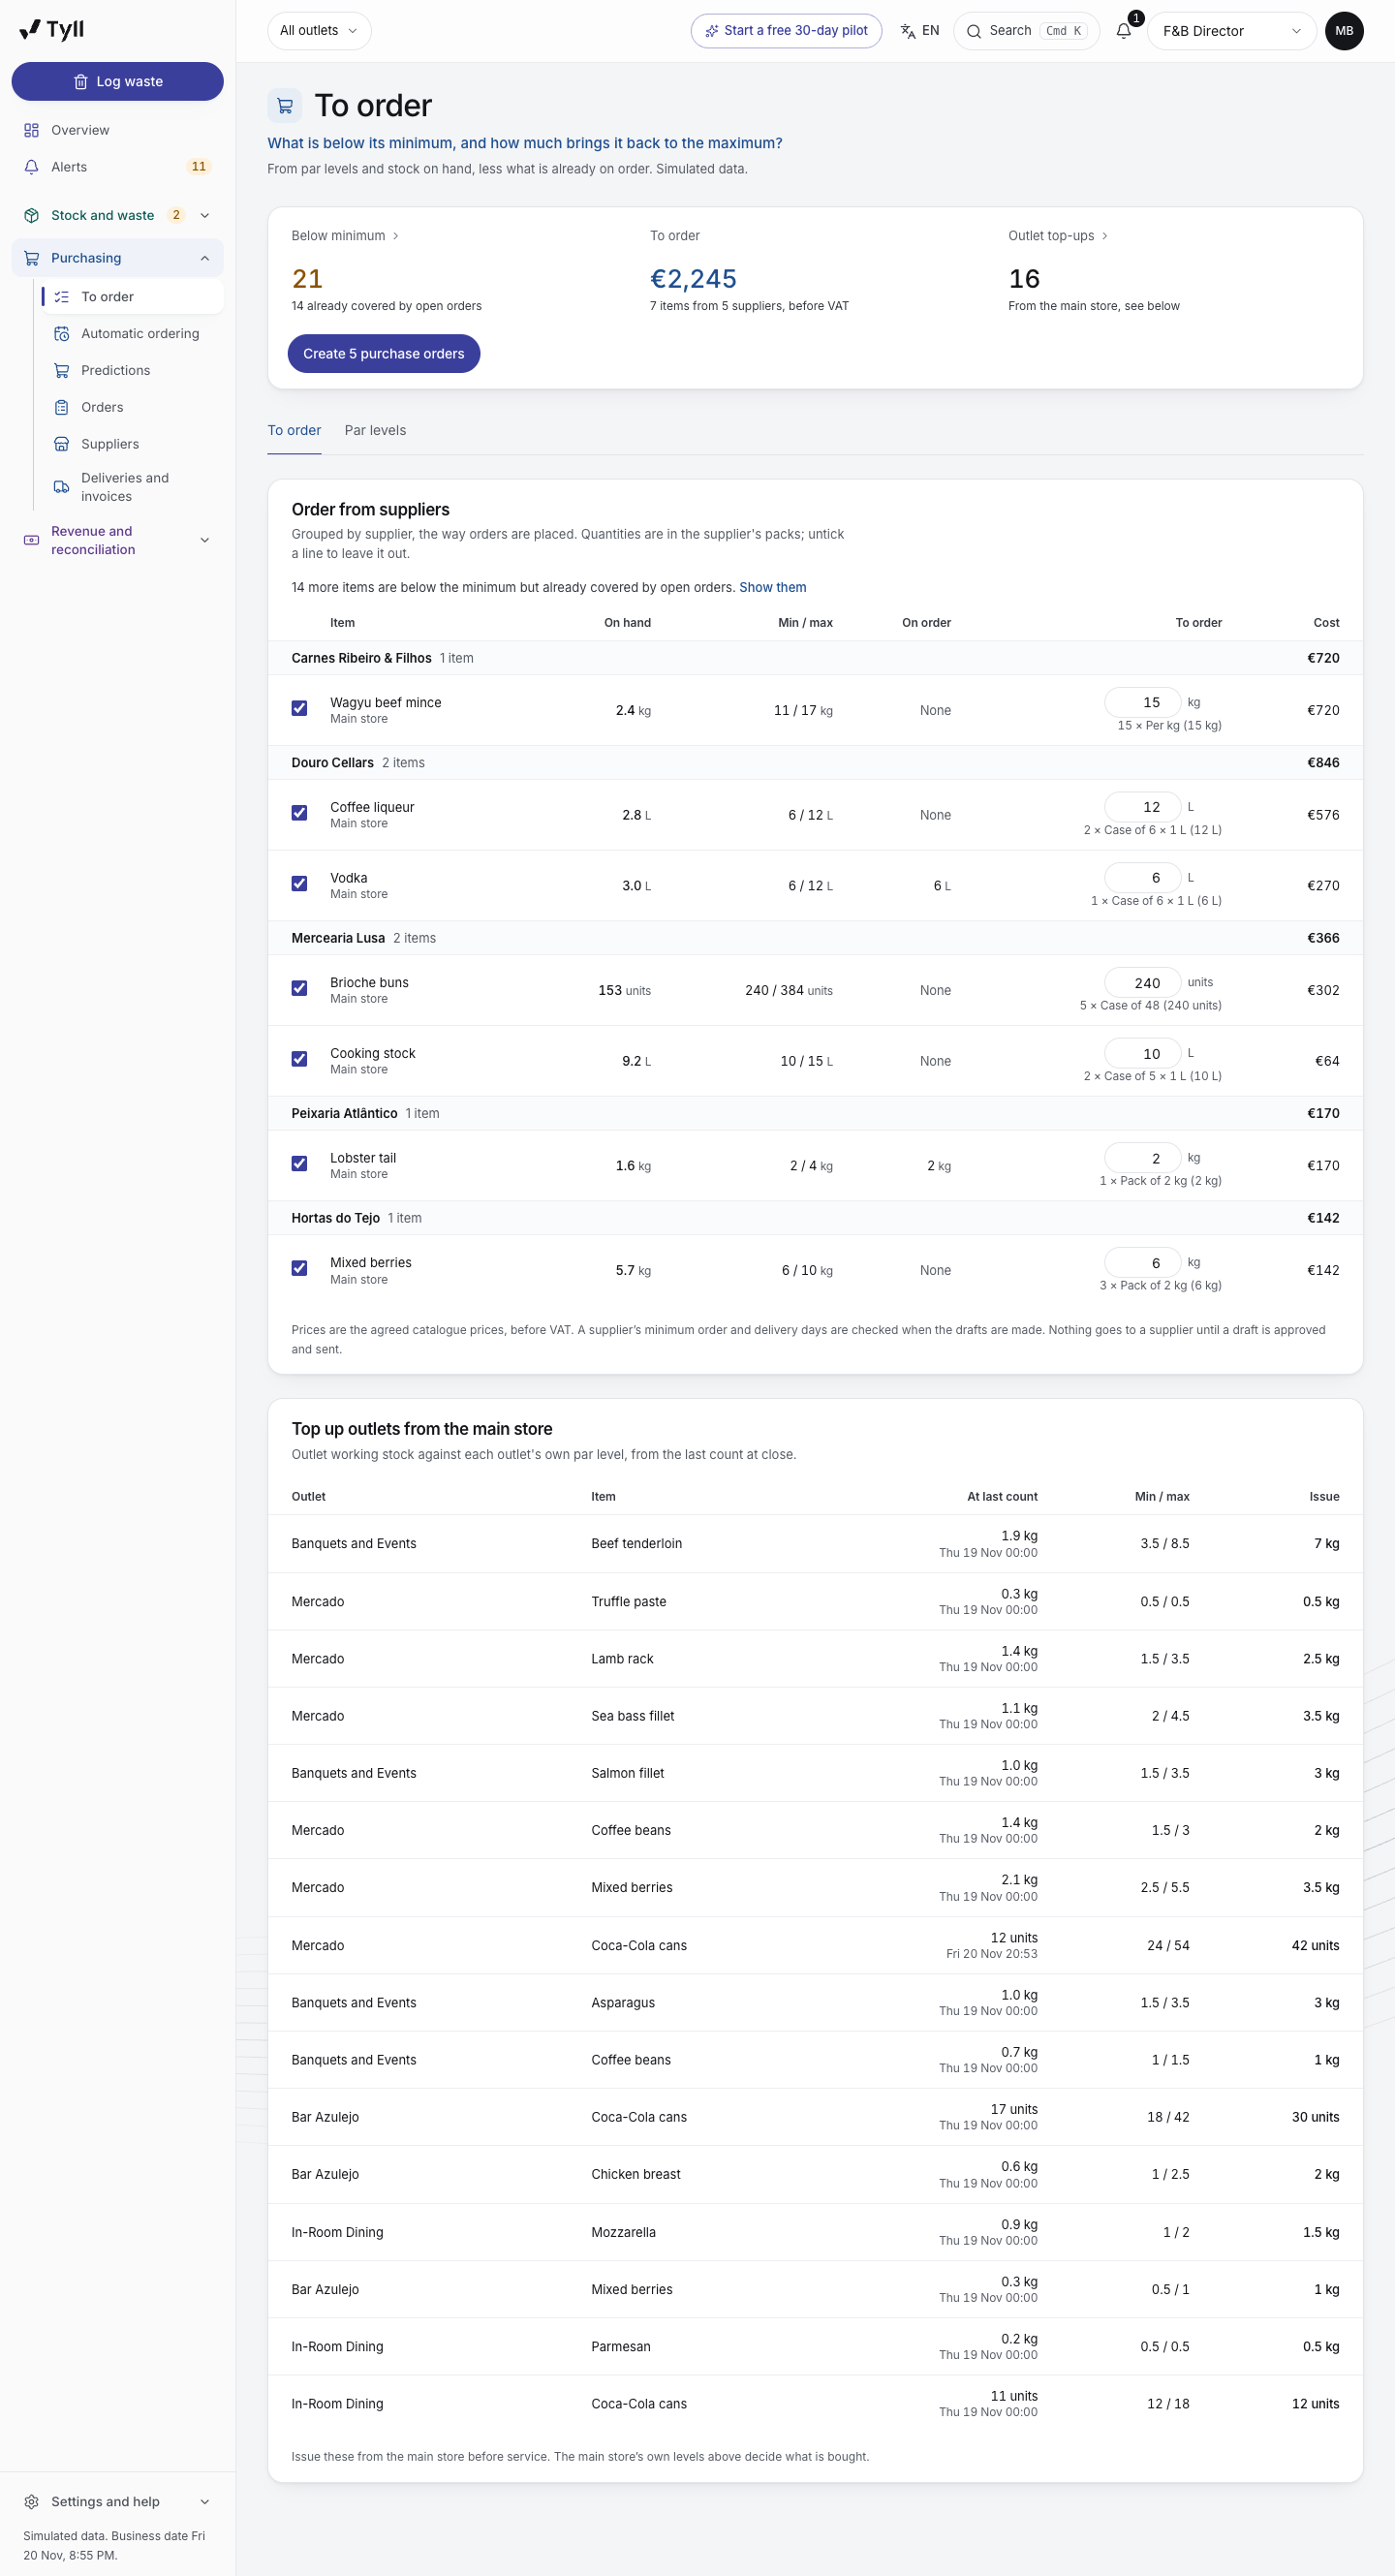 Tyll
All outlets
Start a free 30-day pilot
EN
Search Cmd K
1
F&B Director
MB
Log waste
Overview
Alerts 11
Stock and waste 2
Purchasing
To order
Automatic ordering
Predictions
Orders
Suppliers
Deliveries and
invoices
Revenue and
reconciliation
To order
What is below its minimum, and how much brings it back to the maximum?
From par levels and stock on hand, less what is already on order. Simulated data.
Below minimum
21
14 already covered by open orders
To order
€2,245
7 items from 5 suppliers, before VAT
Outlet top-ups
16
From the main store, see below
Create 5 purchase orders
To order Par levels
Order from suppliers
Grouped by supplier, the way orders are placed. Quantities are in the supplier's packs; untick
a line to leave it out.
14 more items are below the minimum but already covered by open orders. Show them
Item On hand Min / max On order To order Cost
Carnes Ribeiro & Filhos 1 item €720
Wagyu beef mince 2.4 kg 11 / 17 kg None 15 kg €720
Main store 15 × Per kg (15 kg)
Douro Cellars 2 items €846
Coffee liqueur 2.8 L 6 / 12 L None 12 L €576
Main store 2 × Case of 6 × 1 L (12 L)
Vodka 3.0 L 6 / 12 L 6 L 6 L €270
Main store 1 × Case of 6 × 1 L (6 L)
Mercearia Lusa 2 items €366
Brioche buns 153 units 240 / 384 units None 240 units €302
Main store 5 × Case of 48 (240 units)
Cooking stock 9.2 L 10 / 15 L None 10 L €64
Main store 2 × Case of 5 × 1 L (10 L)
Peixaria Atlântico 1 item €170
Lobster tail 1.6 kg 2 / 4 kg 2 kg 2 kg €170
Main store 1 × Pack of 2 kg (2 kg)
Hortas do Tejo 1 item €142
Mixed berries 5.7 kg 6 / 10 kg None 6 kg €142
Main store 3 × Pack of 2 kg (6 kg)
Prices are the agreed catalogue prices, before VAT. A supplier’s minimum order and delivery days are checked when the drafts are made. Nothing goes to a supplier until a draft is approved
and sent.
Top up outlets from the main store
Outlet working stock against each outlet's own par level, from the last count at close.
Outlet Item At last count Min / max Issue
Banquets and Events Beef tenderloin 1.9 kg 3.5 / 8.5 7 kg
Thu 19 Nov 00:00
Mercado Truffle paste 0.3 kg 0.5 / 0.5 0.5 kg
Thu 19 Nov 00:00
Mercado Lamb rack 1.4 kg 1.5 / 3.5 2.5 kg
Thu 19 Nov 00:00
Mercado Sea bass fillet 1.1 kg 2 / 4.5 3.5 kg
Thu 19 Nov 00:00
Banquets and Events Salmon fillet 1.0 kg 1.5 / 3.5 3 kg
Thu 19 Nov 00:00
Mercado Coffee beans 1.4 kg 1.5 / 3 2 kg
Thu 19 Nov 00:00
Mercado Mixed berries 2.1 kg 2.5 / 5.5 3.5 kg
Thu 19 Nov 00:00
Mercado Coca-Cola cans 12 units 24 / 54 42 units
Fri 20 Nov 20:53
Banquets and Events Asparagus 1.0 kg 1.5 / 3.5 3 kg
Thu 19 Nov 00:00
Banquets and Events Coffee beans 0.7 kg 1 / 1.5 1 kg
Thu 19 Nov 00:00
Bar Azulejo Coca-Cola cans 17 units 18 / 42 30 units
Thu 19 Nov 00:00
Bar Azulejo Chicken breast 0.6 kg 1 / 2.5 2 kg
Thu 19 Nov 00:00
In-Room Dining Mozzarella 0.9 kg 1 / 2 1.5 kg
Thu 19 Nov 00:00
Bar Azulejo Mixed berries 0.3 kg 0.5 / 1 1 kg
Thu 19 Nov 00:00
In-Room Dining Parmesan 0.2 kg 0.5 / 0.5 0.5 kg
Thu 19 Nov 00:00
In-Room Dining Coca-Cola cans 11 units 12 / 18 12 units
Thu 19 Nov 00:00
Issue these from the main store before service. The main store’s own levels above decide what is bought.
Settings and help
Simulated data. Business date Fri
20 Nov, 8:55 PM.